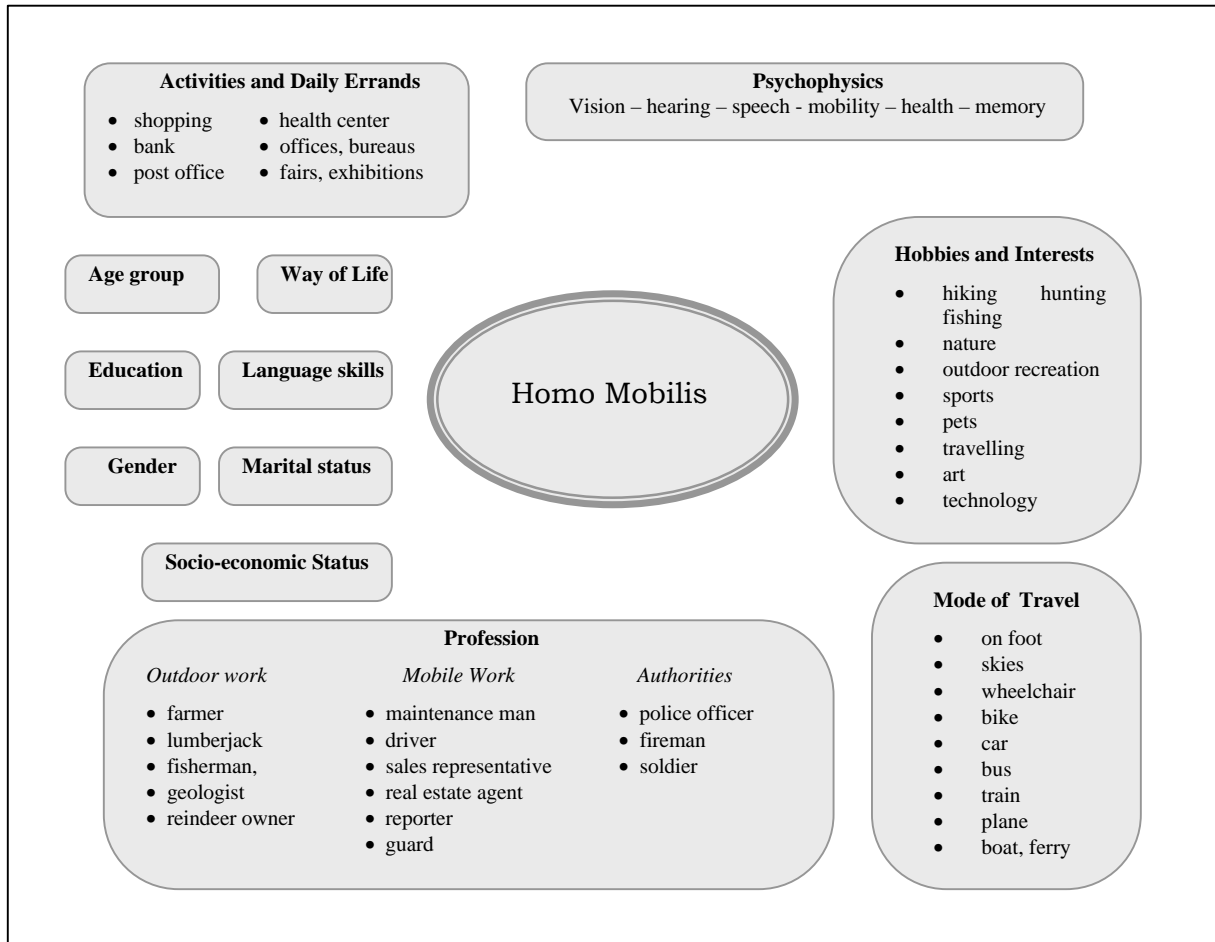 Activities and Daily Errands
• shopping
• bank
• post office
• health center
• offices, bureaus
• fairs, exhibitions
Psychophysics
Vision – hearing – speech - mobility – health – memory
Age group
Way of Life
Education
Language skills
Gender
Marital status
Socio-economic Status
Homo Mobilis
Hobbies and Interests
• hiking hunting
fishing
• nature
• outdoor recreation
• sports
• pets
• travelling
• art
• technology
Profession
Outdoor work
• farmer
• lumberjack
• fisherman,
• geologist
• reindeer owner
Mobile Work
• maintenance man
• driver
• sales representative
• real estate agent
• reporter
• guard
Authorities
• police officer
• fireman
• soldier
Mode of Travel
• on foot
• skies
• wheelchair
• bike
• car
• bus
• train
• plane
• boat, ferry